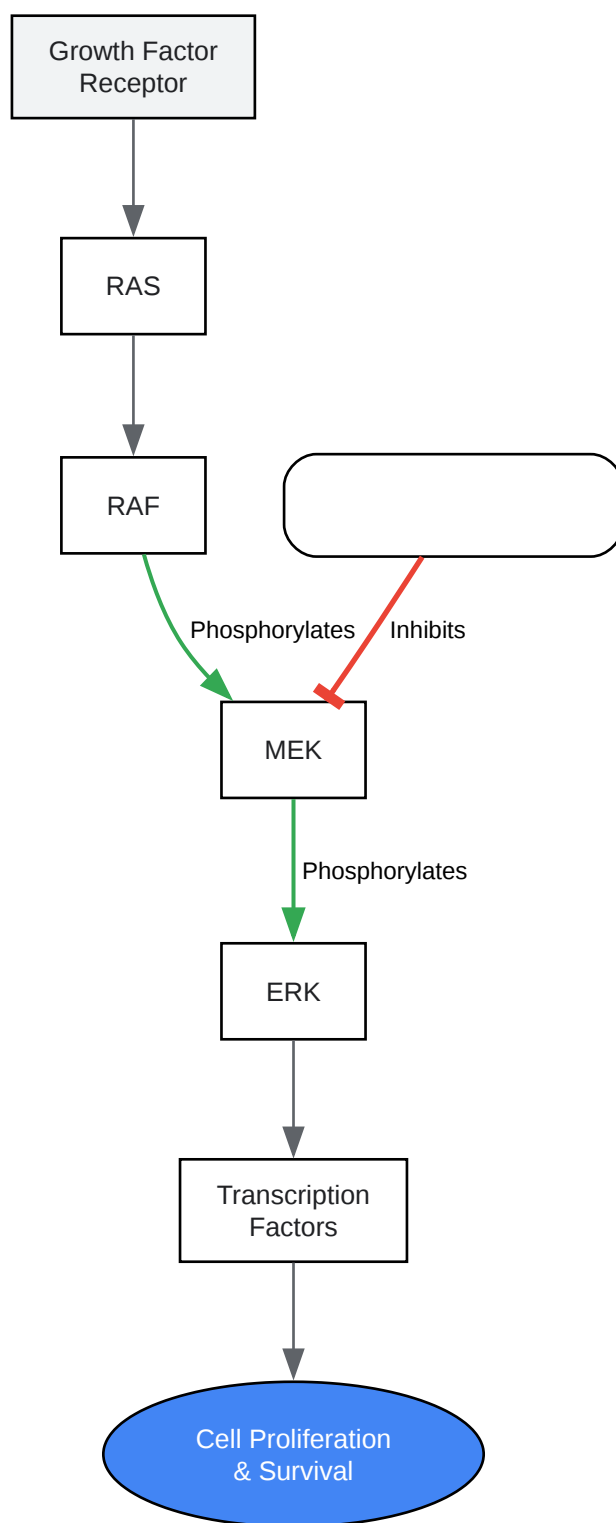 Growth Factor
Receptor
RAS
RAF
Phosphorylates
Inhibits
MEK
Phosphorylates
ERK
Transcription
Factors
Cell Proliferation
& Survival